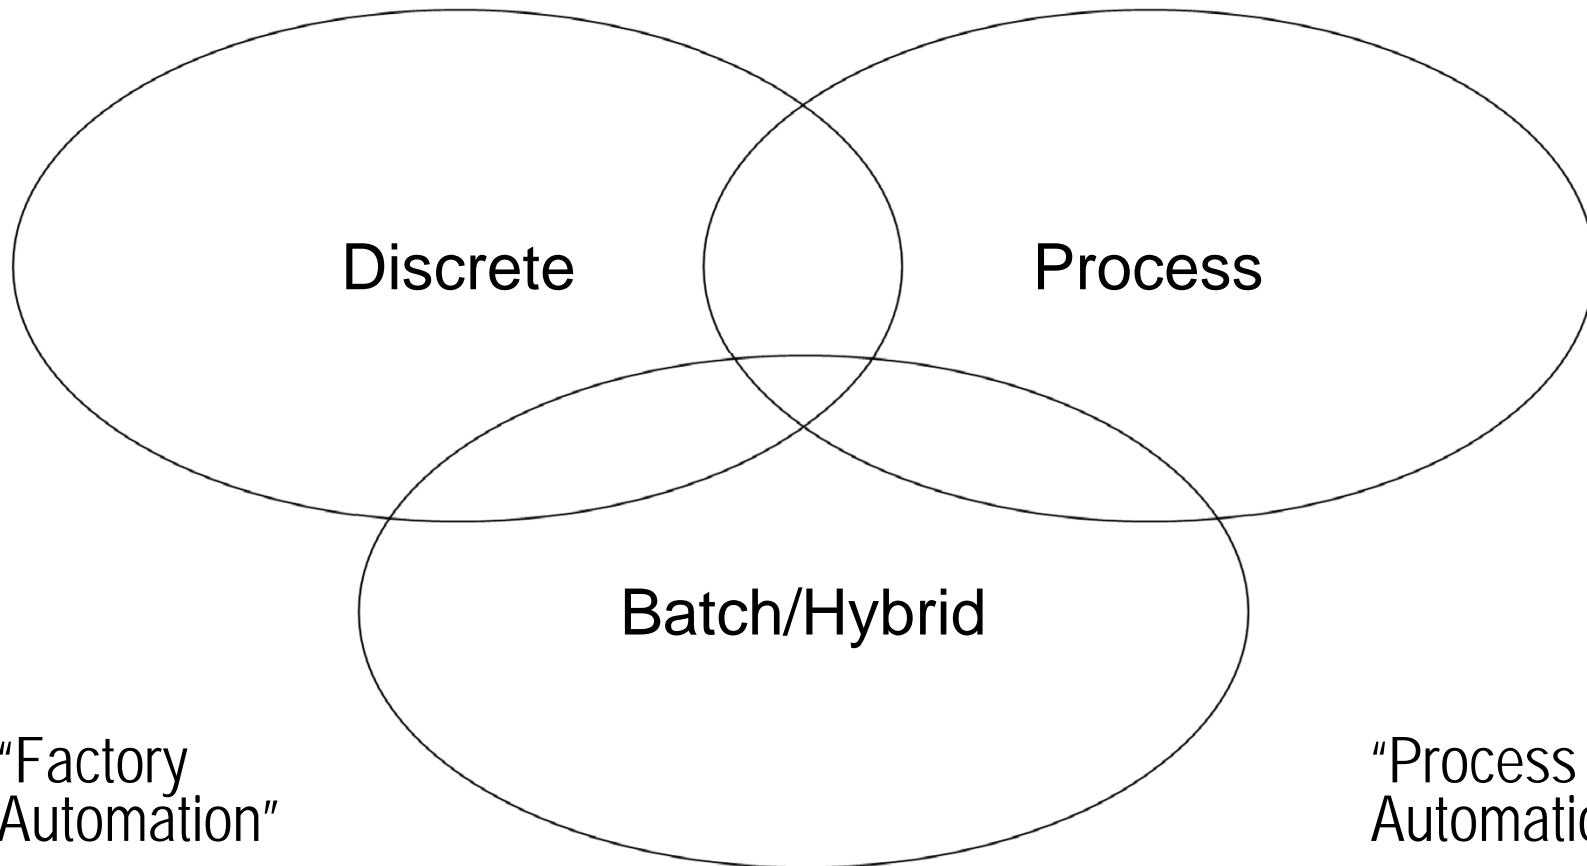 Discrete
Process
Batch/Hybrid
“Factory
Automation”
“Process